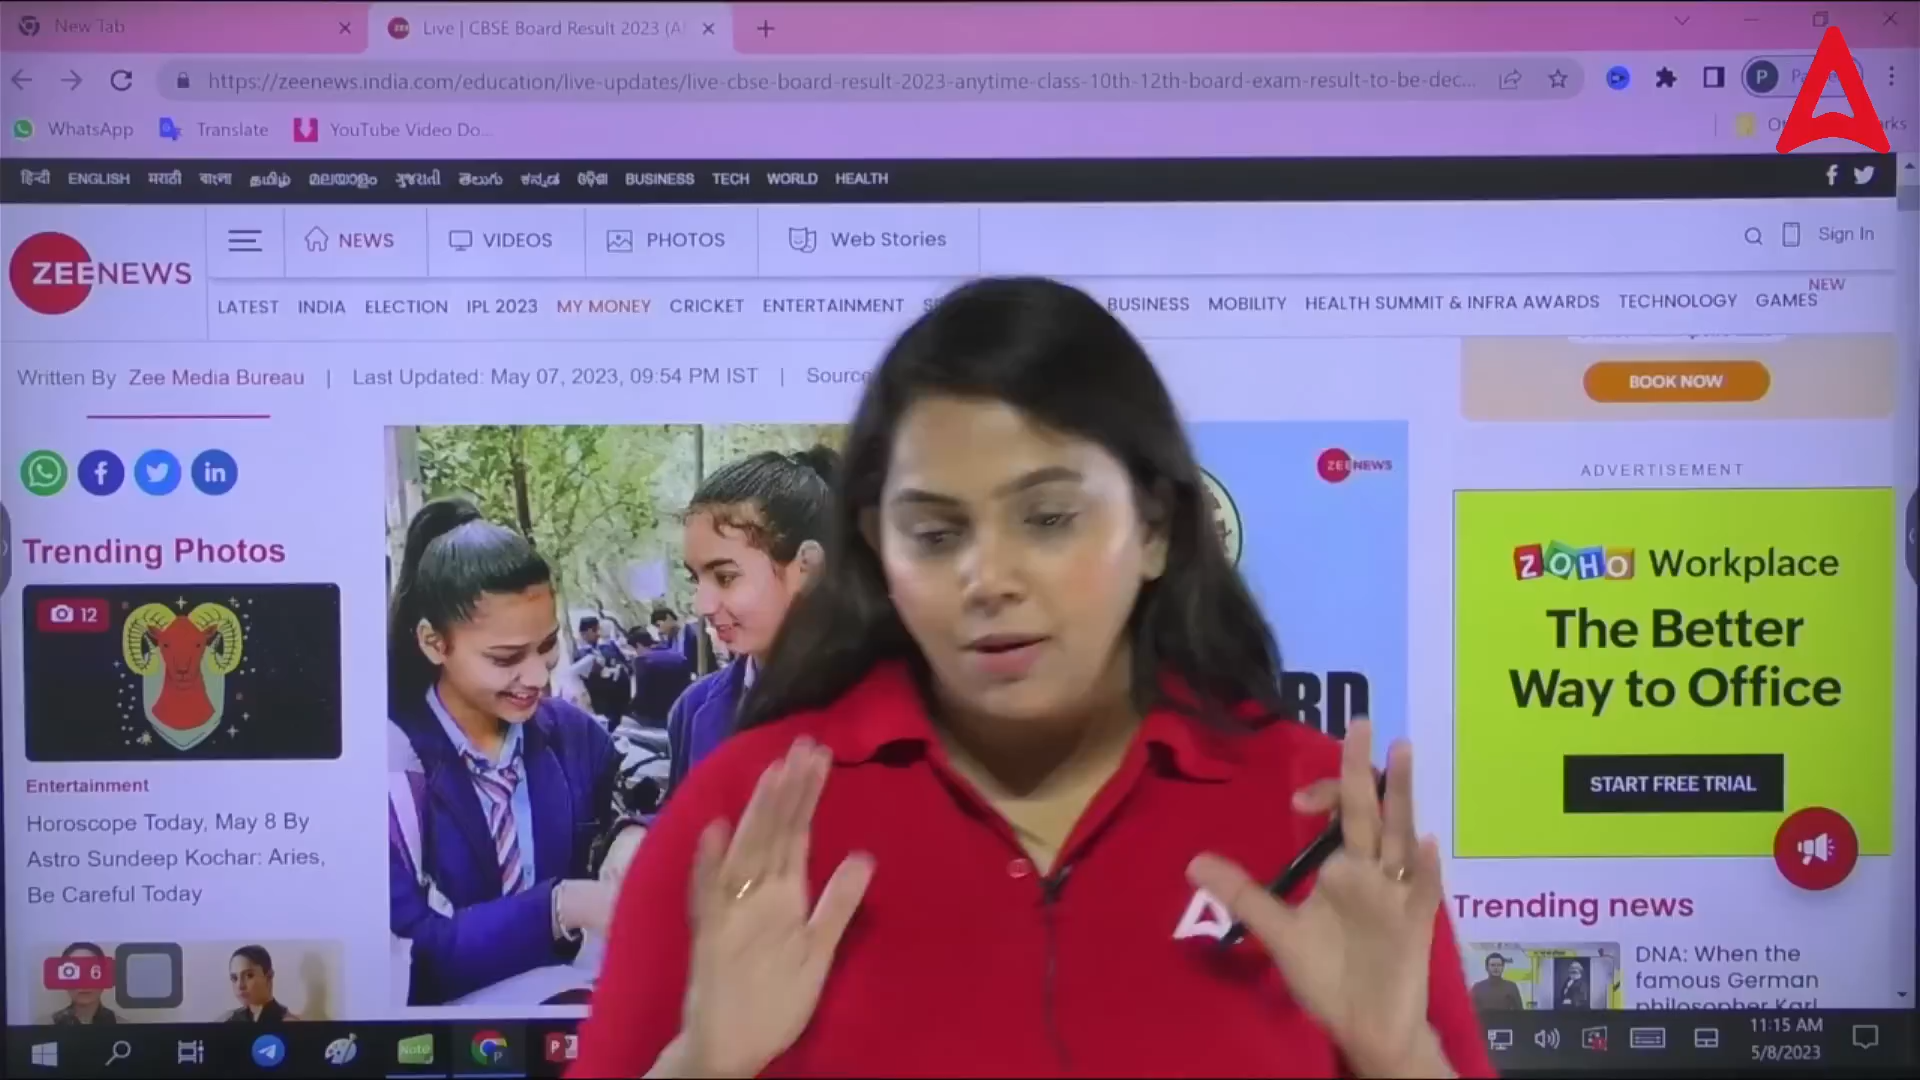 New Tab
Live | CBSE Board Result 2023 (A
https://zeenews.india.com/education/live-updates/live-cbse-board-result-2023-anytime-class-10th-12th-board-exam-result-to-be-dec...
P
WhatsApp
Translate
YouTube Video Do...
हिन्दी ENGLISH मराठी বাংলা தமிழ் മലയാളം ગુજરાતી తెలుగు ಕನ್ನಡ ଓଡ଼ିଶା BUSINESS TECH WORLD HEALTH
ZEENEWS
NEWS
VIDEOS
PHOTOS
Web Stories
Sign In
LATEST INDIA ELECTION IPL 2023 MY MONEY CRICKET ENTERTAINMENT BUSINESS MOBILITY HEALTH SUMMIT & INFRA AWARDS TECHNOLOGY GAMES NEW
Written By Zee Media Bureau | Last Updated: May 07, 2023, 09:54 PM IST | Source
BOOK NOW
ZEENEWS
ADVERTISEMENT
Trending Photos
12
ZOHO Workplace
The Better
Way to Office
START FREE TRIAL
Entertainment
Horoscope Today, May 8 By
Astro Sundeep Kochar: Aries,
Be Careful Today
6
Trending news
DNA: When the
famous German
philosopher Karl
Note
P
11:15 AM
5/8/2023